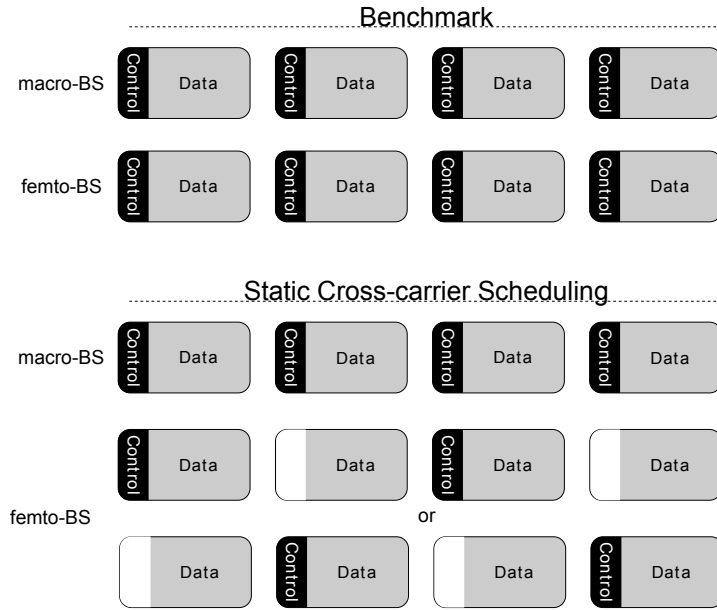 Benchmark
macro-BS Control Data Control Data Control Data Control Data
femto-BS Control Data Control Data Control Data Control Data
Static Cross-carrier Scheduling
macro-BS Control Data Control Data Control Data Control Data
Control Data Data Control Data Data
femto-BS or
Data Control Data Data Control Data